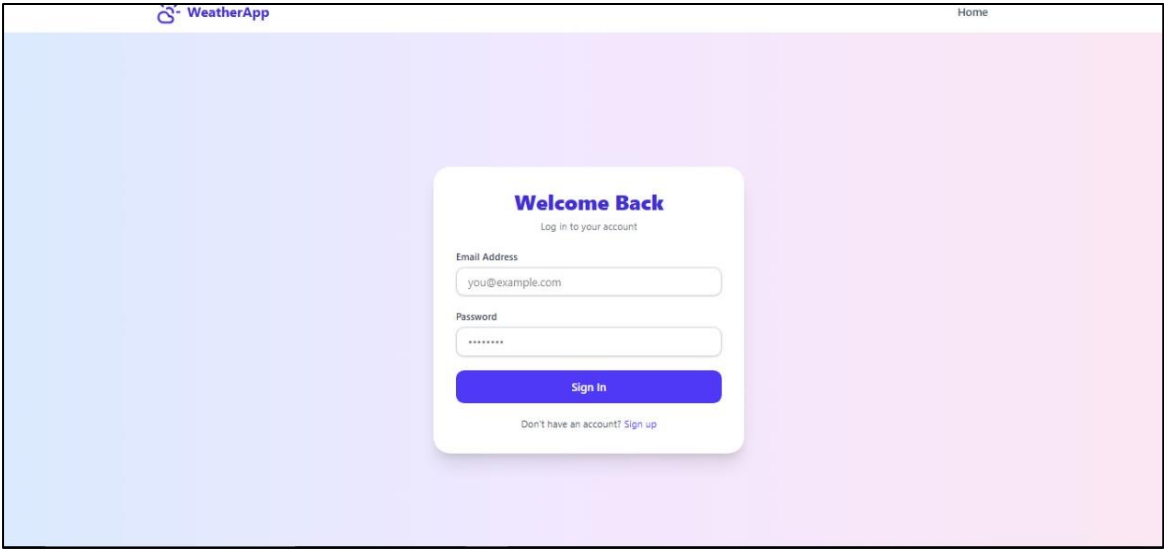 WeatherApp
Home
Welcome Back
Log in to your account
Email Address
you@example.com
Password
••••••••
Sign In
Don't have an account? Sign up